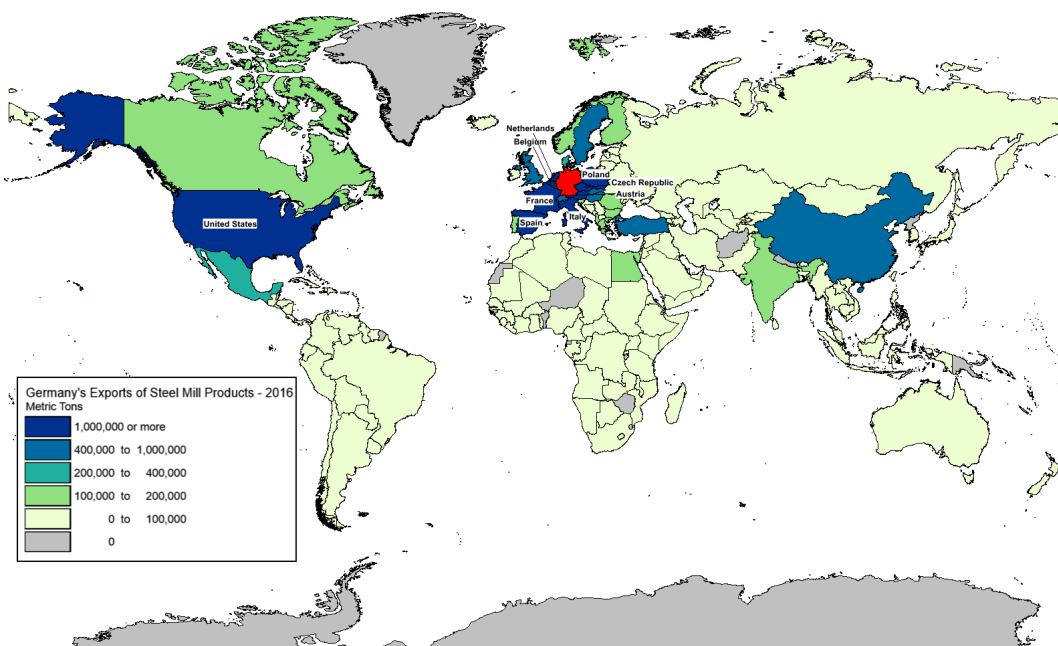 Netherlands
Belgium
Poland
Czech Republic
Austria
France
United States
Spain
Italy
Germany's Exports of Steel Mill Products - 2016
Metric Tons
1,000,000 or more
400,000 to 1,000,000
200,000 to 400,000
100,000 to 200,000
0 to 100,000
0